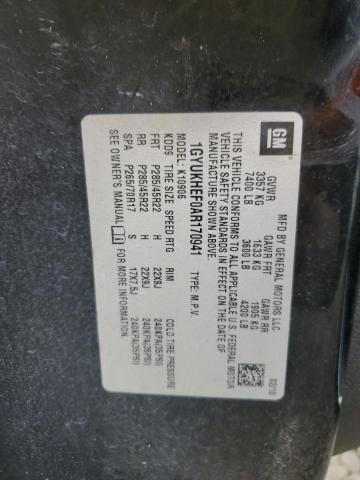 GM
MFD BY GENERAL MOTORS LLC
02/10
GVWR GAWR FRT GAWR RR
3357 KG 1633 KG 1905 KG
7400 LB 3600 LB 4200 LB
THIS VEHICLE CONFORMS TO ALL APPLICABLE U.S. FEDERAL MOTOR
VEHICLE SAFETY STANDARDS IN EFFECT ON THE DATE OF
MANUFACTURE SHOWN ABOVE.
1GYUKHEF0AR170941 TYPE: M.P.V.
MODEL: K10906
KDD9 TIRE SIZE SPEED RTG RIM COLD TIRE PRESSURE
FRT P285/45R22 H 22X9J 240KPA(35PSI)
RR P285/45R22 H 22X9J 240KPA(35PSI)
SPA P265/70R17 S 17X7.5J 240KPA(35PSI)
SEE OWNER'S MANUAL i FOR MORE INFORMATION.